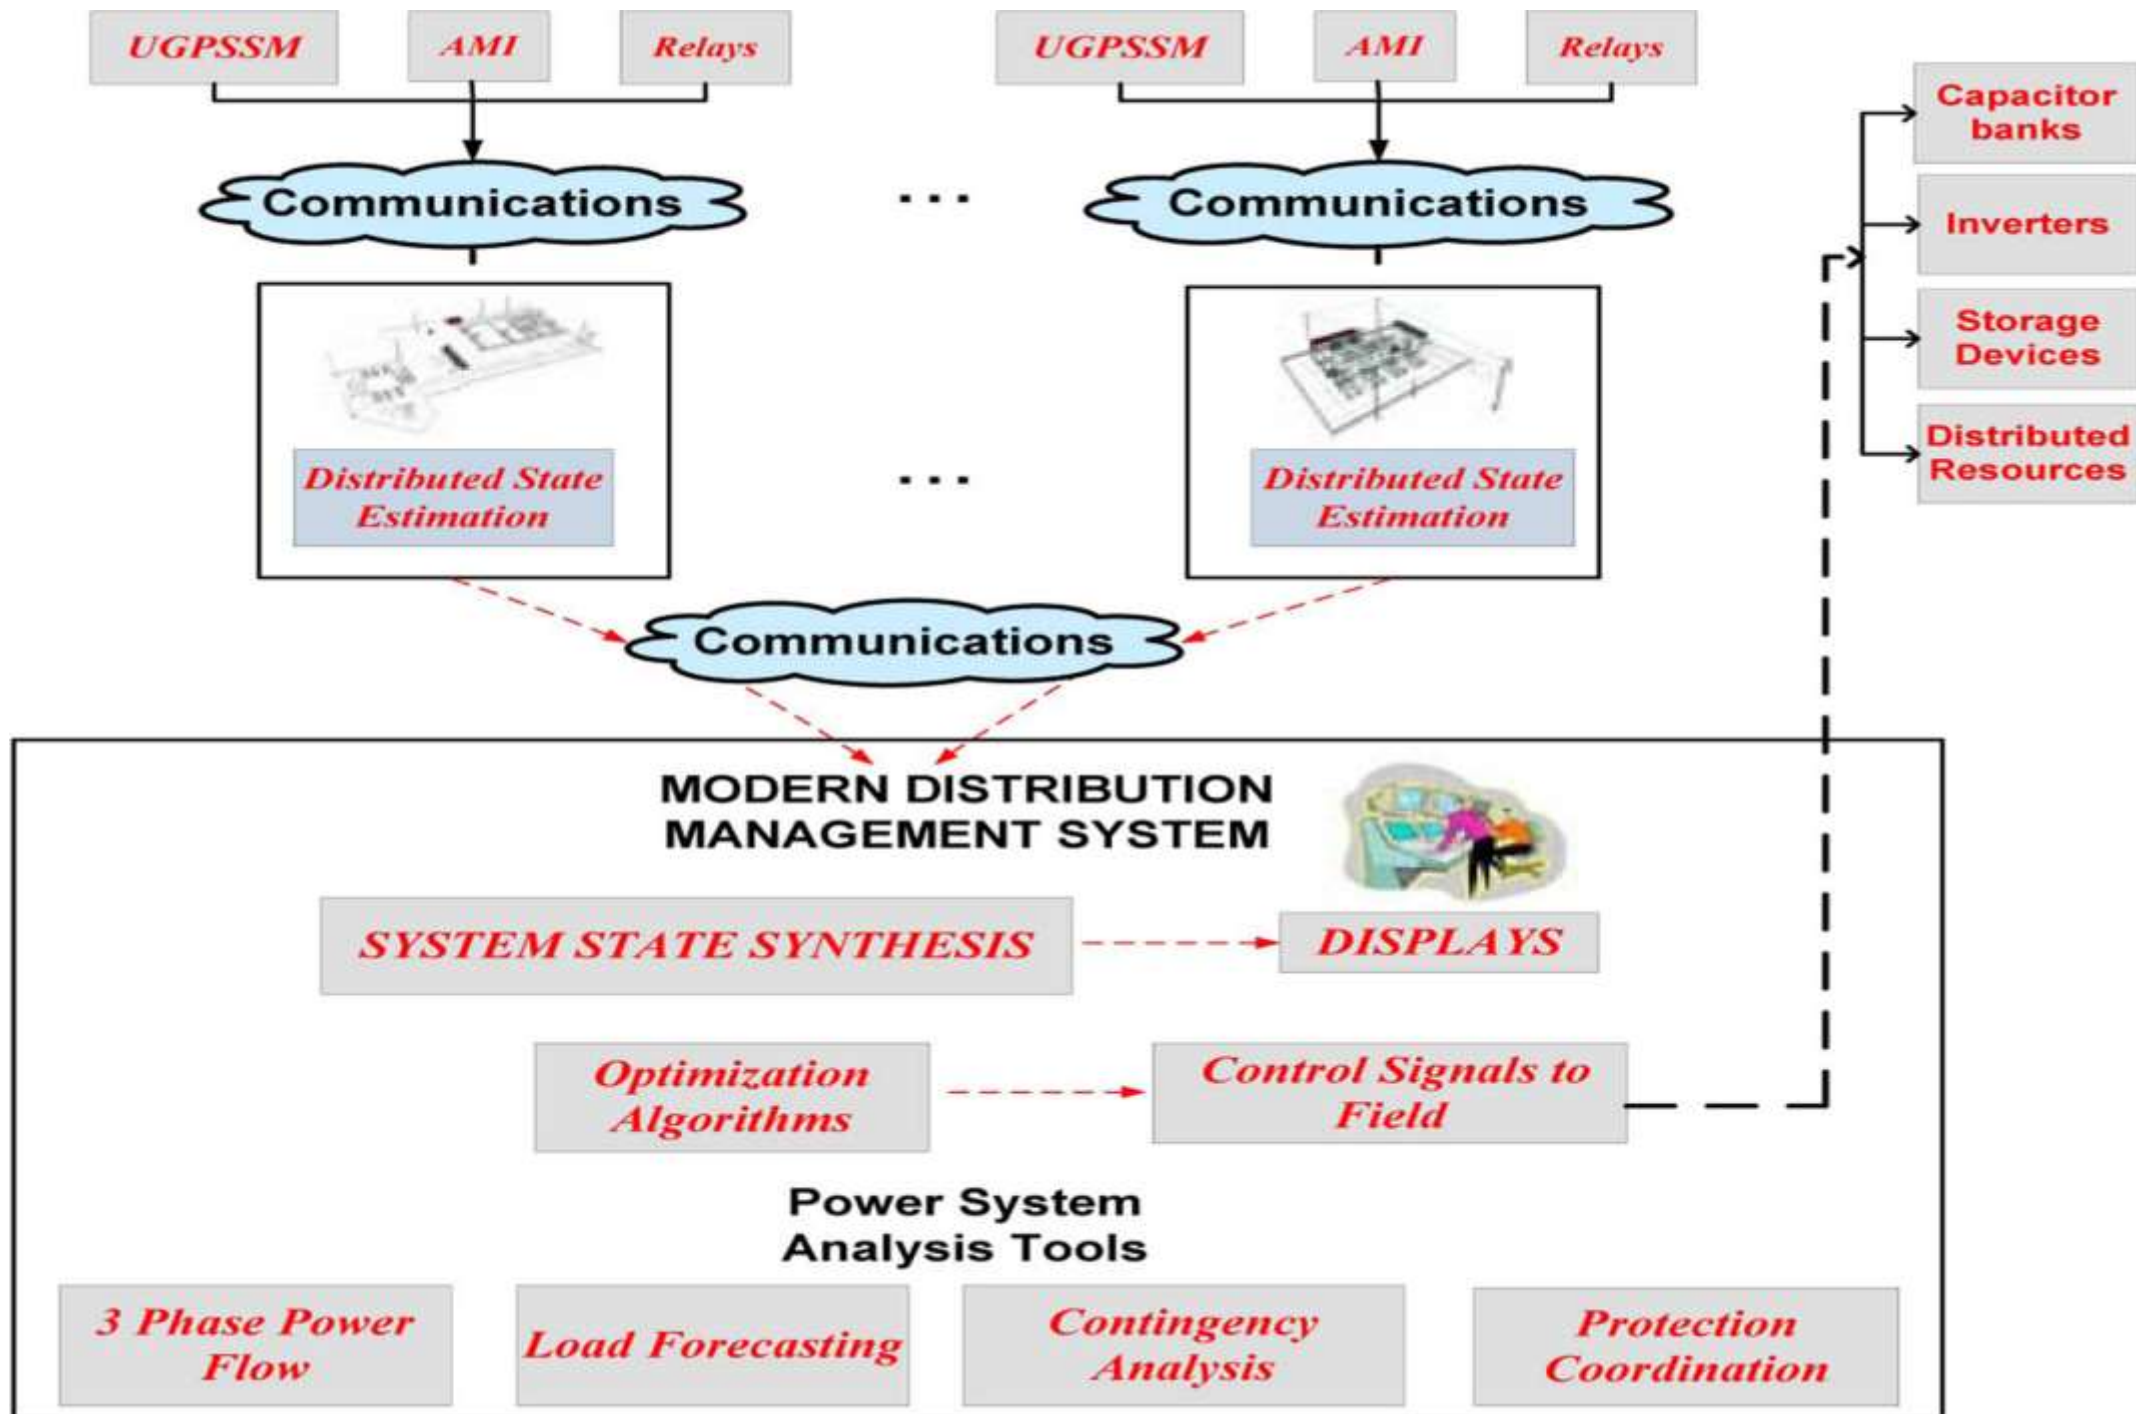 UGPSSM
AMI
Relays
UGPSSM
AMI
Relays
Capacitor
banks
Inverters
Storage
Devices
Distributed
Resources
Communications
...
Communications
Distributed State
Estimation
...
Distributed State
Estimation
Communications
MODERN DISTRIBUTION
MANAGEMENT SYSTEM
SYSTEM STATE SYNTHESIS
DISPLAYS
Optimization
Algorithms
Control Signals to
Field
Power System
Analysis Tools
3 Phase Power
Flow
Load Forecasting
Contingency
Analysis
Protection
Coordination